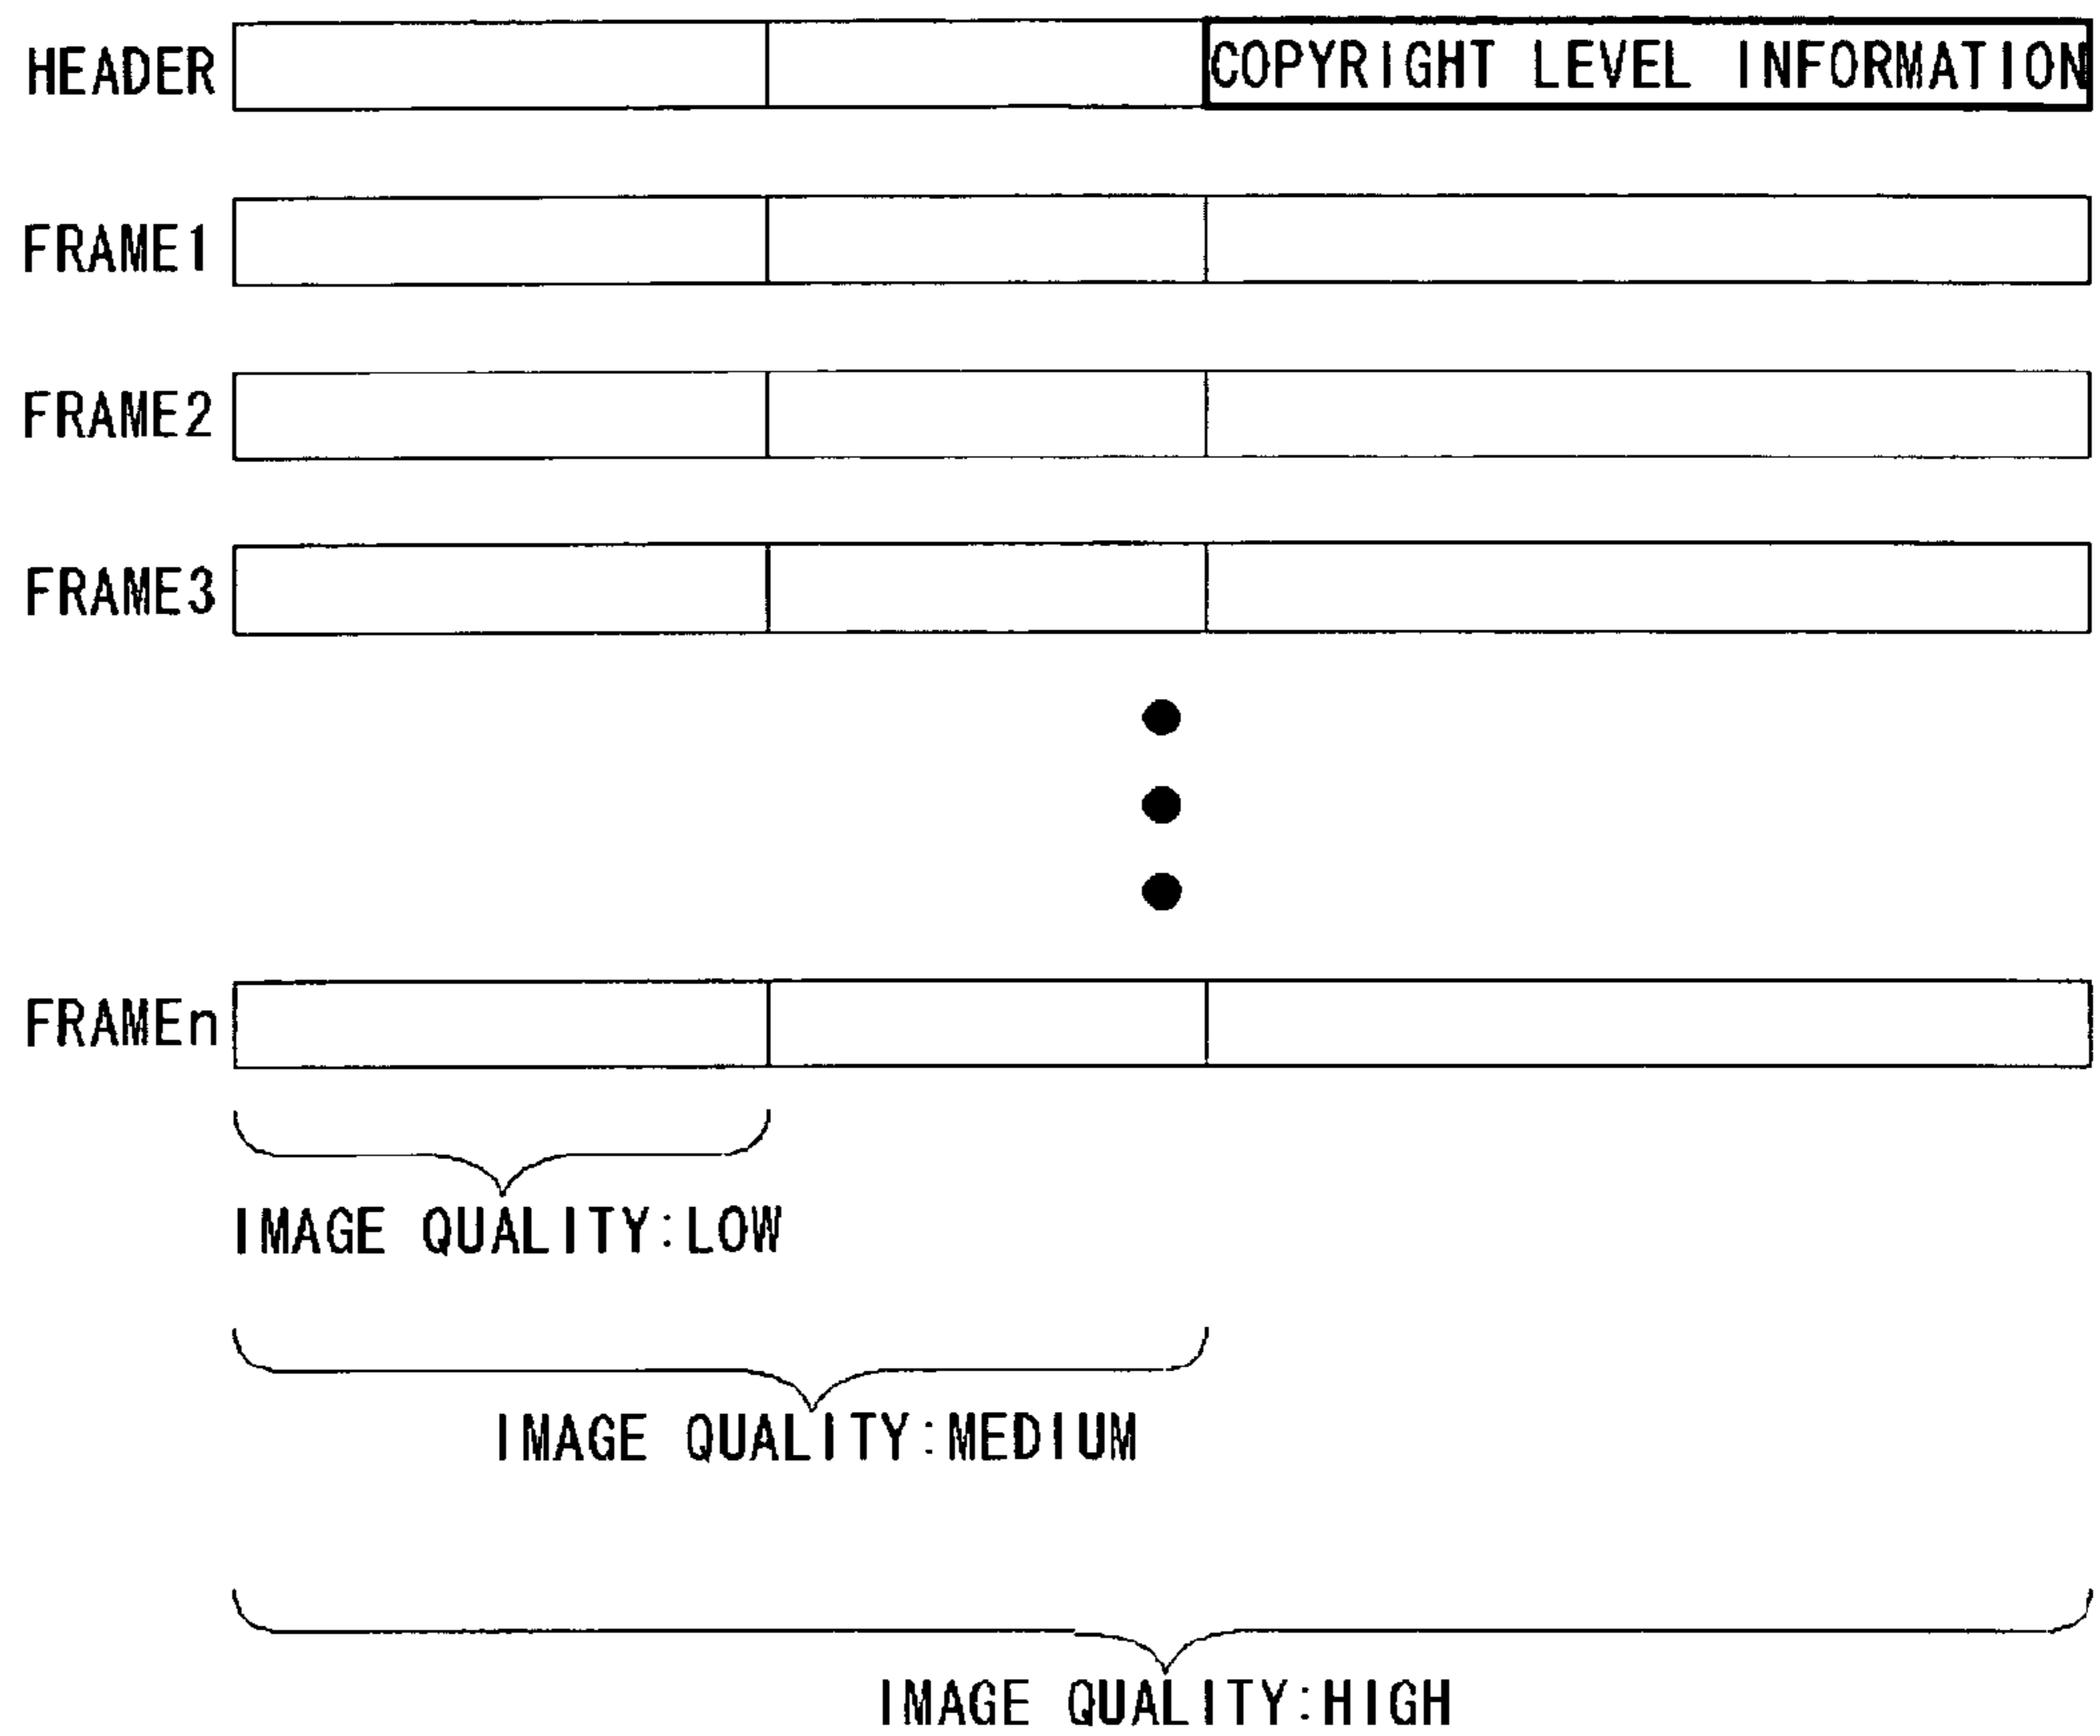 HEADER
COPYRIGHT LEVEL INFORMATION
FRAME1
FRAME2
FRAME3
FRAMEn
IMAGE QUALITY:LOW
IMAGE QUALITY:MEDIUM
IMAGE QUALITY:HIGH